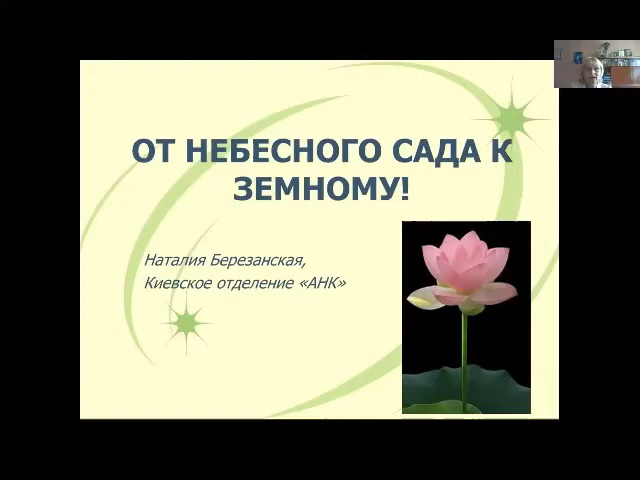 ОТ НЕБЕСНОГО САДА К
ЗЕМНОМУ!
Наталия Березанская,
Киевское отделение «АНК»